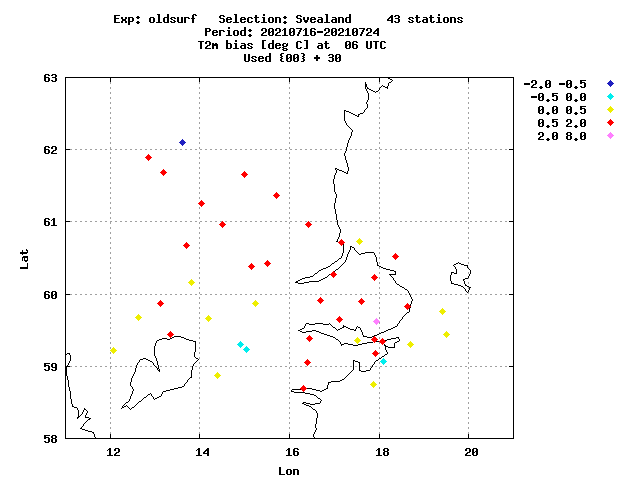 Exp: oldsurf Selection: Svealand 43 stations
Period: 20210716-20210724
T2m bias [deg C] at 06 UTC
Used {00} + 30
63
62
61
60
59
58
Lat
12 14 16 18 20
Lon
-2.0 -0.5
-0.5 0.0
0.0 0.5
0.5 2.0
2.0 8.0